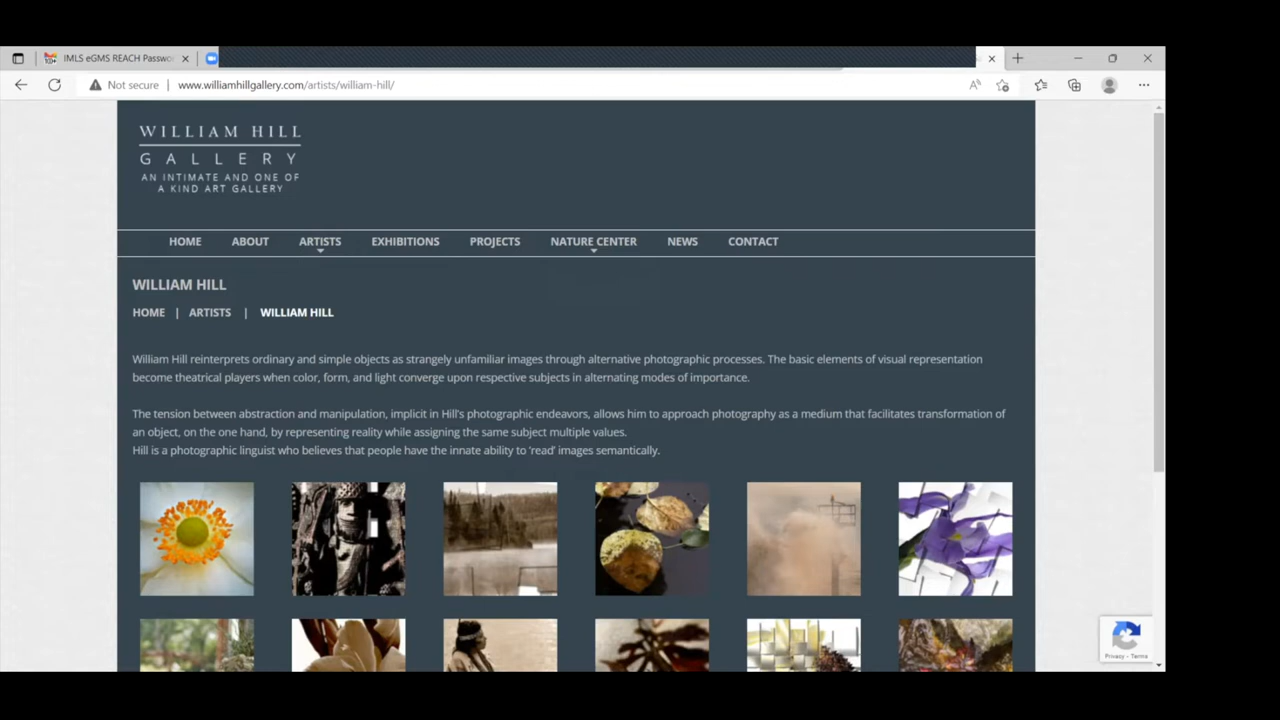 IMLS eGMS REACH Passwo
Not secure
www.williamhillgallery.com/artists/william-hill/
WILLIAM HILL
GALLERY
AN INTIMATE AND ONE OF
A KIND ART GALLERY
HOME ABOUT ARTISTS EXHIBITIONS PROJECTS NATURE CENTER NEWS CONTACT
WILLIAM HILL
HOME | ARTISTS | WILLIAM HILL
William Hill reinterprets ordinary and simple objects as strangely unfamiliar images through alternative photographic processes. The basic elements of visual representation
become theatrical players when color, form, and light converge upon respective subjects in alternating modes of importance.
The tension between abstraction and manipulation, implicit in Hill's photographic endeavors, allows him to approach photography as a medium that facilitates transformation of
an object, on the one hand, by representing reality while assigning the same subject multiple values.
Hill is a photographic linguist who believes that people have the innate ability to 'read' images semantically.
Privacy - Terms